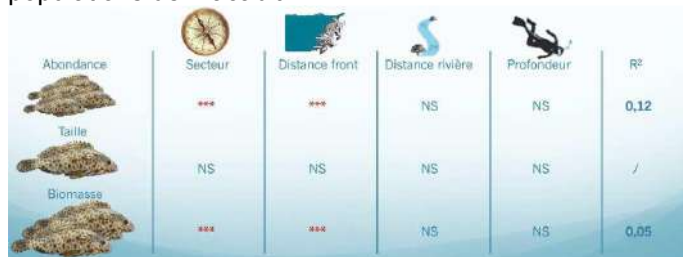 Abondance Secteur Distance front Distance rivière Profondeur R²
*** *** NS NS 0,12
Taille
NS NS NS NS /
Biomasse
*** *** NS NS 0,05